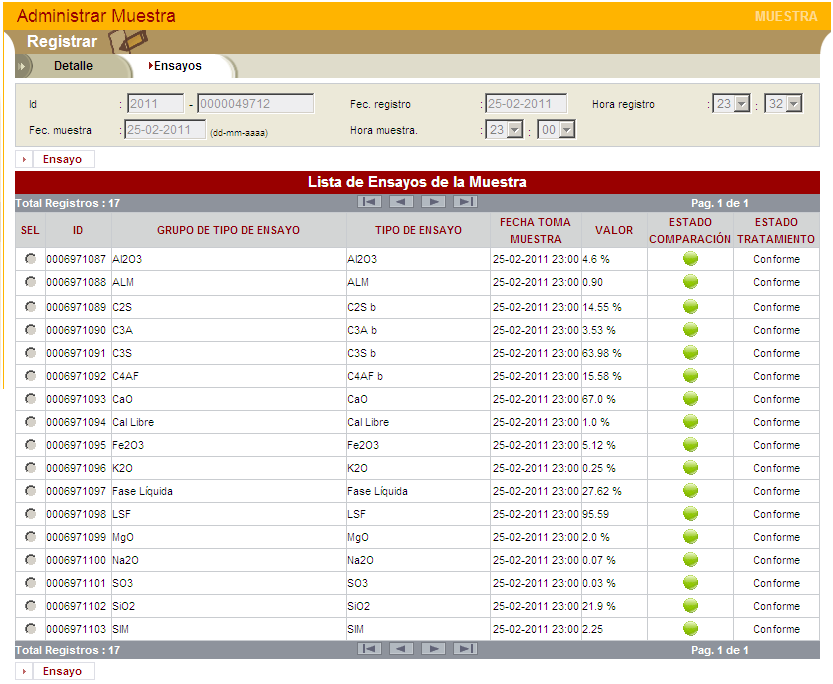 Administrar Muestra MUESTRA
Registrar
Detalle Ensayos
Id : 2011 - 0000049712 Fec. registro : 25-02-2011 Hora registro : 23 : 32
Fec. muestra : 25-02-2011 (dd-mm-aaaa) Hora muestra. : 23 : 00
Ensayo
Lista de Ensayos de la Muestra
Total Registros : 17 Pag. 1 de 1
SEL ID GRUPO DE TIPO DE ENSAYO TIPO DE ENSAYO FECHA TOMA MUESTRA VALOR ESTADO COMPARACIÓN ESTADO TRATAMIENTO
0006971087 Al2O3 Al2O3 25-02-2011 23:00 4.6 % Conforme
0006971088 ALM ALM 25-02-2011 23:00 0.90 Conforme
0006971089 C2S C2S b 25-02-2011 23:00 14.55 % Conforme
0006971090 C3A C3A b 25-02-2011 23:00 3.53 % Conforme
0006971091 C3S C3S b 25-02-2011 23:00 63.98 % Conforme
0006971092 C4AF C4AF b 25-02-2011 23:00 15.58 % Conforme
0006971093 CaO CaO 25-02-2011 23:00 67.0 % Conforme
0006971094 Cal Libre Cal Libre 25-02-2011 23:00 1.0 % Conforme
0006971095 Fe2O3 Fe2O3 25-02-2011 23:00 5.12 % Conforme
0006971096 K2O K2O 25-02-2011 23:00 0.25 % Conforme
0006971097 Fase Líquida Fase Líquida 25-02-2011 23:00 27.62 % Conforme
0006971098 LSF LSF 25-02-2011 23:00 95.59 Conforme
0006971099 MgO MgO 25-02-2011 23:00 2.0 % Conforme
0006971100 Na2O Na2O 25-02-2011 23:00 0.07 % Conforme
0006971101 SO3 SO3 25-02-2011 23:00 0.03 % Conforme
0006971102 SiO2 SiO2 25-02-2011 23:00 21.9 % Conforme
0006971103 SIM SIM 25-02-2011 23:00 2.25 Conforme
Total Registros : 17 Pag. 1 de 1
Ensayo